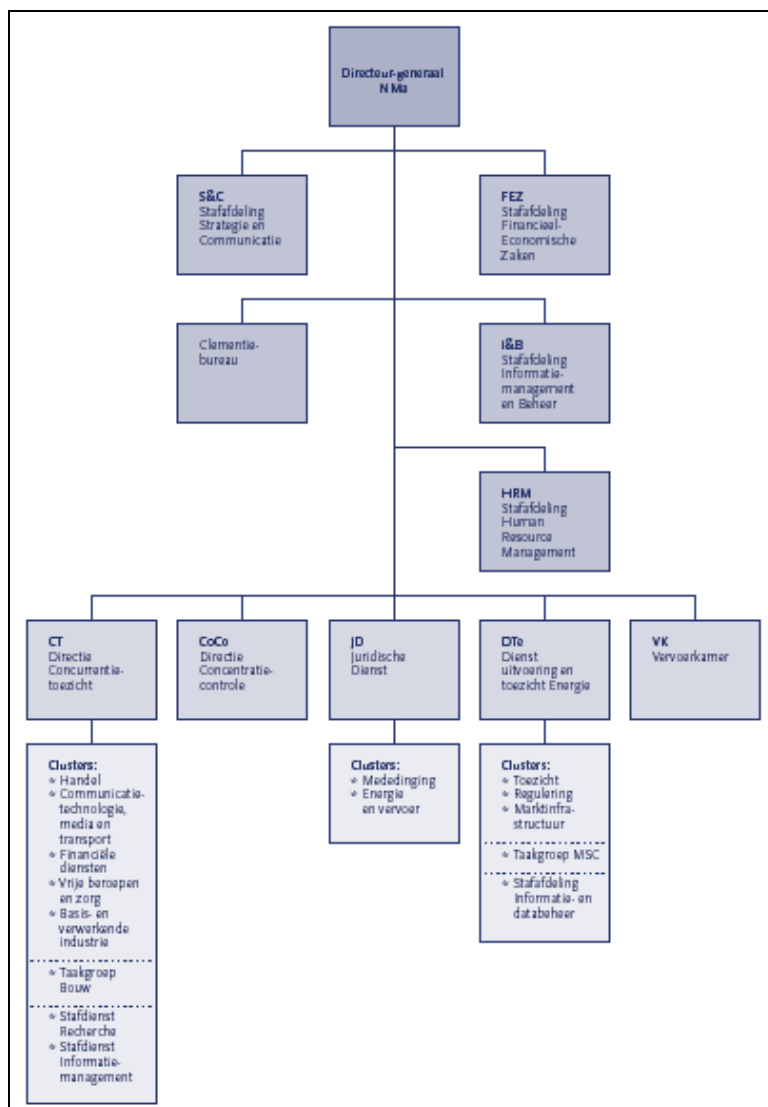 Directeur-generaal
NMa
S&C
Stafafdeling
Strategie en
Communicatie
FEZ
Stafafdeling
Financieel-
Economische
Zaken
Clementie-
bureau
I&B
Stafafdeling
Informatie-
management
en Beheer
HRM
Stafafdeling
Human
Resource
Management
CT
Directie
Concurrentie-
toezicht
CoCo
Directie
Concentratie-
controle
JD
Juridische
Dienst
DTe
Dienst
uitvoering en
toezicht Energie
VK
Vervoerkamer
Clusters:
* Handel
* Communicatie-
technologie,
media en
transport
* Financiële
diensten
* Vrije beroepen
en zorg
* Basis- en
verwerkende
industrie
* Taakgroep
Bouw
* Stafdienst
Recherche
* Stafdienst
Informatie-
management
Clusters:
* Mededinging
* Energie
en vervoer
Clusters:
* Toezicht
* Regulering
* Marktinfra-
structuur
* Taakgroep MSC
* Stafafdeling
Informatie- en
databeheer